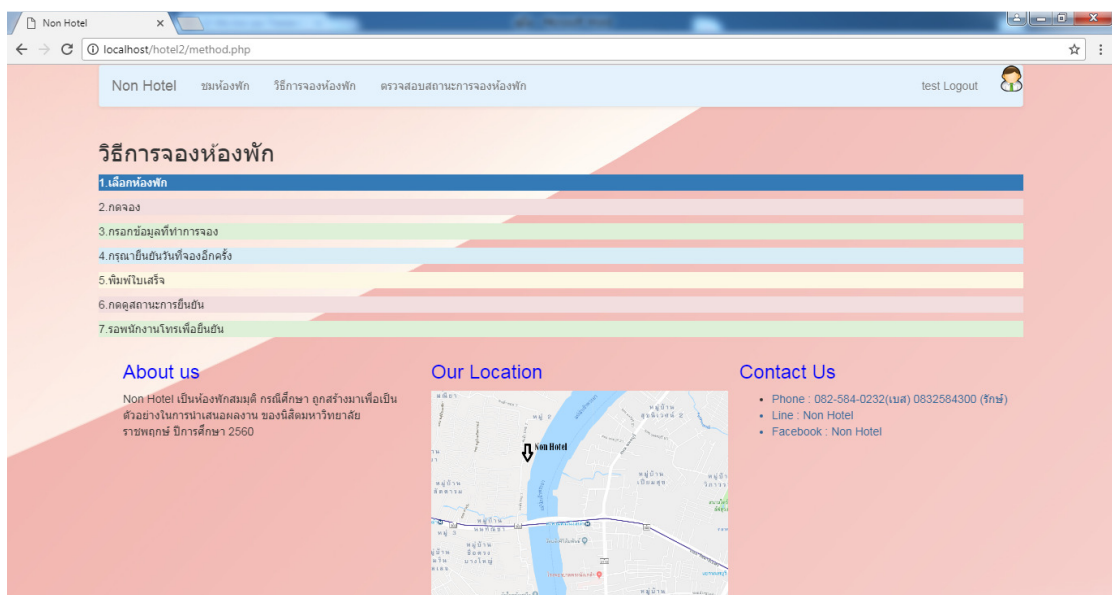 Non Hotel
localhost/hotel2/method.php
Non Hotel ชมห้องพัก วิธีการจองห้องพัก ตรวจสอบสถานะการจองห้องพัก test Logout
วิธีการจองห้องพัก
1.เลือกห้องพัก
2.กดจอง
3.กรอกข้อมูลที่ทำการจอง
4.กรุณายืนยันวันที่จองอีกครั้ง
5.พิมพ์ใบเสร็จ
6.กดดูสถานะการยืนยัน
7.รอพนักงานโทรเพื่อยืนยัน
About us
Non Hotel เป็นห้องพักสมมุติ กรณีศึกษา ถูกสร้างมาเพื่อเป็น
ตัวอย่างในการนำเสนอผลงาน ของนิสิตมหาวิทยาลัย
ราชพฤกษ์ ปีการศึกษา 2560
Our Location
หมู่ 2
Non Hotel
หมู่ 3
Contact Us
Phone : 082-584-0232(เบส) 0832584300 (รักษ์)
Line : Non Hotel
Facebook : Non Hotel